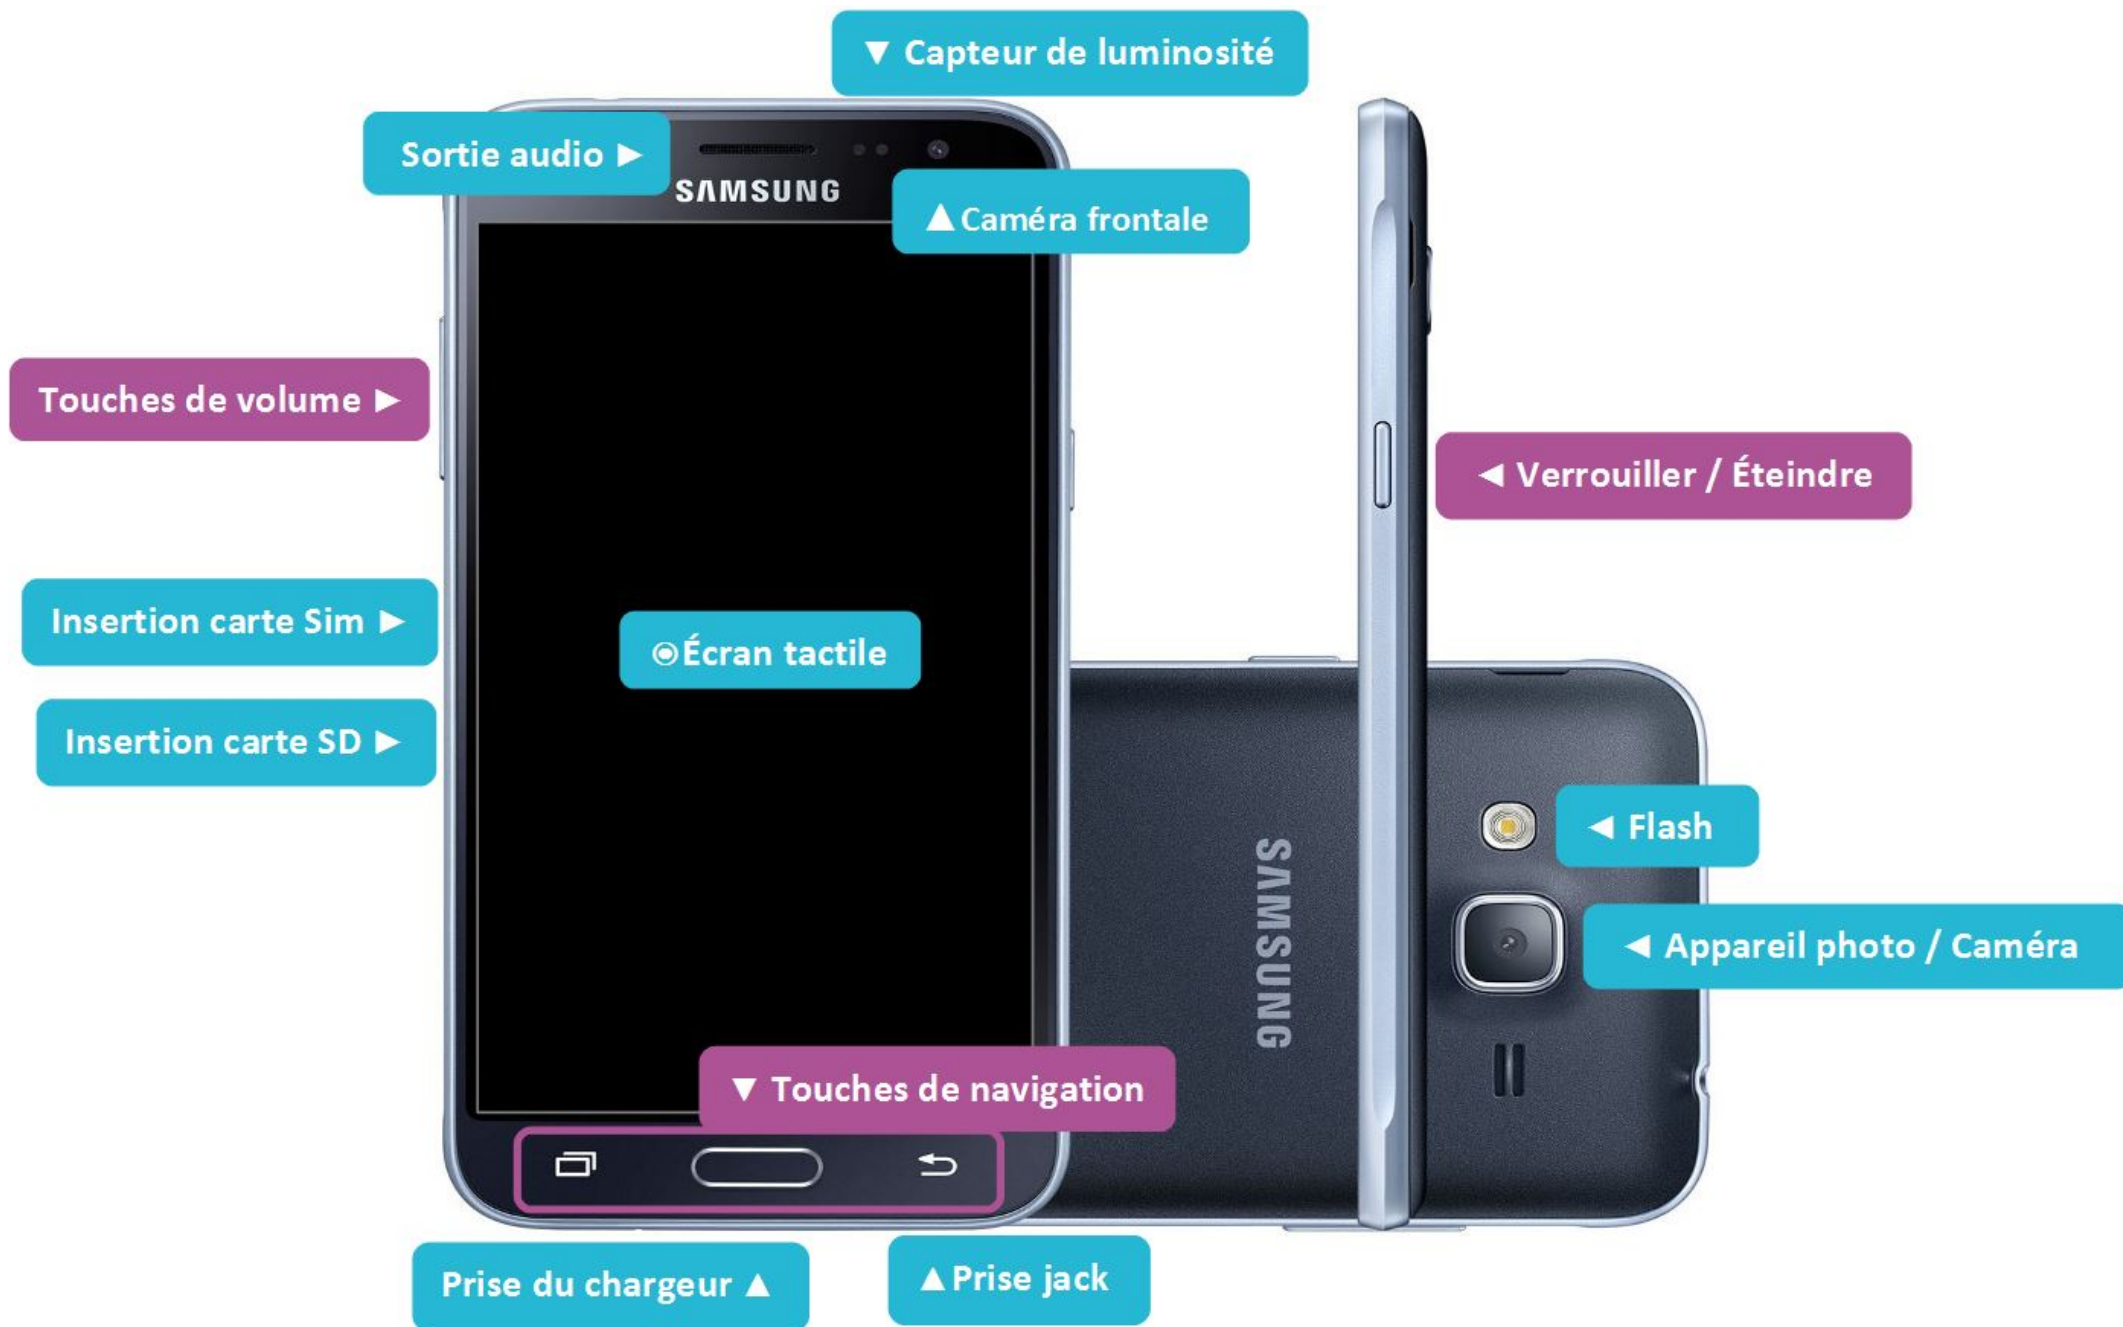 ▼ Capteur de luminosité
Sortie audio ►
SAMSUNG
▲Caméra frontale
Touches de volume ►
◄ Verrouiller / Éteindre
Insertion carte Sim ►
Écran tactile
Insertion carte SD ►
◄ Flash
SAMSUNG
◄ Appareil photo / Caméra
▼ Touches de navigation
Prise du chargeur ▲
▲Prise jack